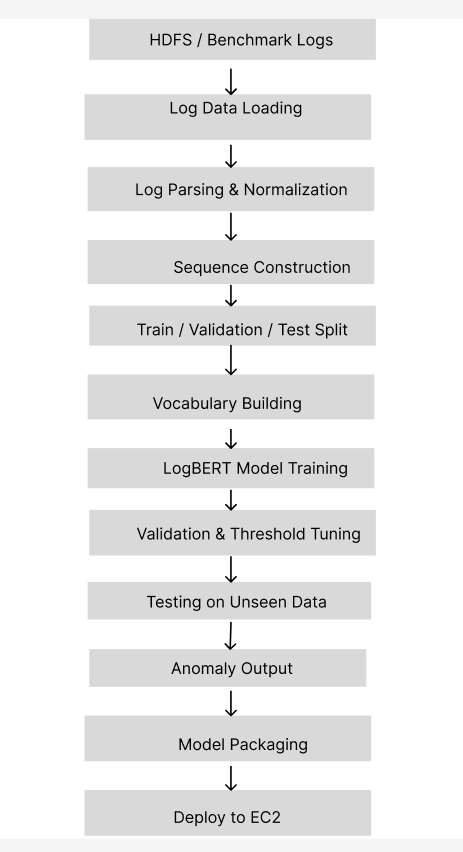 HDFS / Benchmark Logs
Log Data Loading
Log Parsing & Normalization
Sequence Construction
Train / Validation / Test Split
Vocabulary Building
LogBERT Model Training
Validation & Threshold Tuning
Testing on Unseen Data
Anomaly Output
Model Packaging
Deploy to EC2